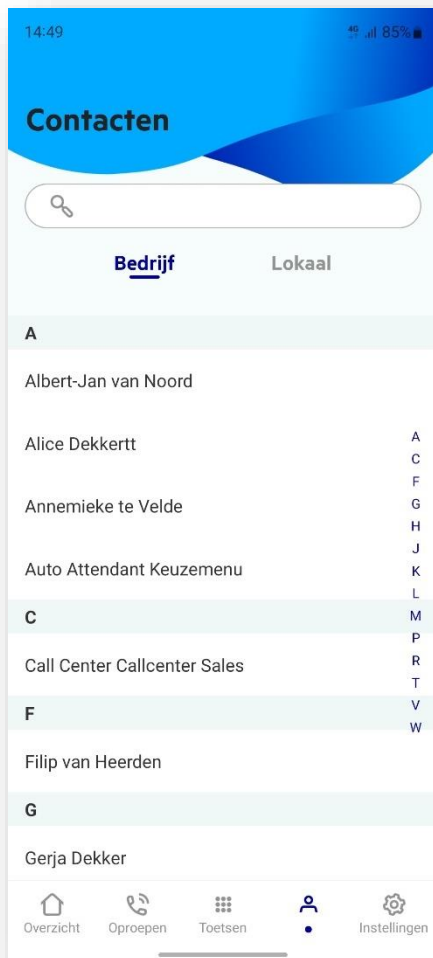 14:49 4G 85%
Contacten
Bedrijf Lokaal
A
Albert-Jan van Noord
Alice Dekkertt
Annemieke te Velde
Auto Attendant Keuzemenu
C
Call Center Callcenter Sales
F
Filip van Heerden
G
Gerja Dekker
A
C
F
G
H
J
K
L
M
P
R
T
V
W
Overzicht Oproepen Toetsen Instellingen